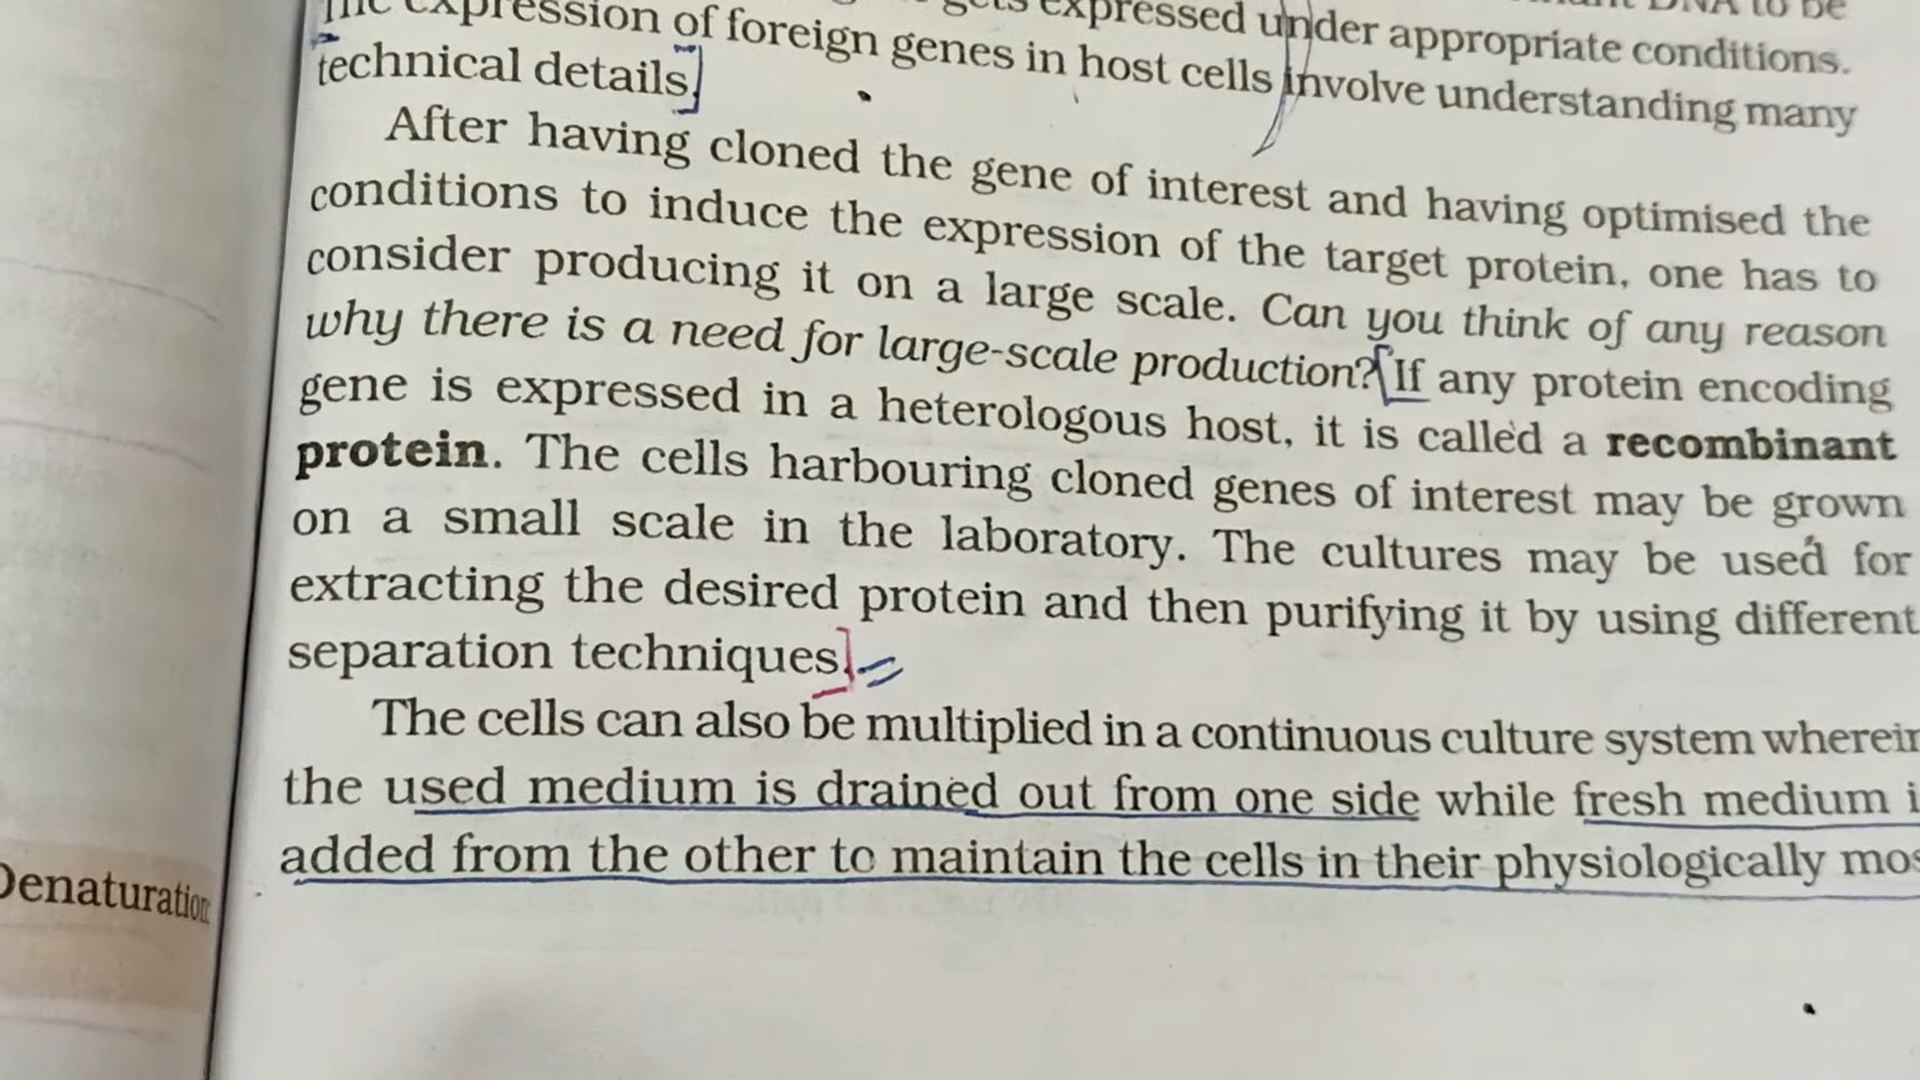 expressed under appropriate conditions.
expression of foreign genes in host cells involve understanding many
technical details.
After having cloned the gene of interest and having optimised the
conditions to induce the expression of the target protein, one has to
consider producing it on a large scale. Can you think of any reason
why there is a need for large-scale production? If any protein encoding
gene is expressed in a heterologous host, it is called a recombinant
protein. The cells harbouring cloned genes of interest may be grown
on a small scale in the laboratory. The cultures may be used for
extracting the desired protein and then purifying it by using different
separation techniques.
The cells can also be multiplied in a continuous culture system wherein
the used medium is drained out from one side while fresh medium
added from the other to maintain the cells in their physiologically
Denaturation